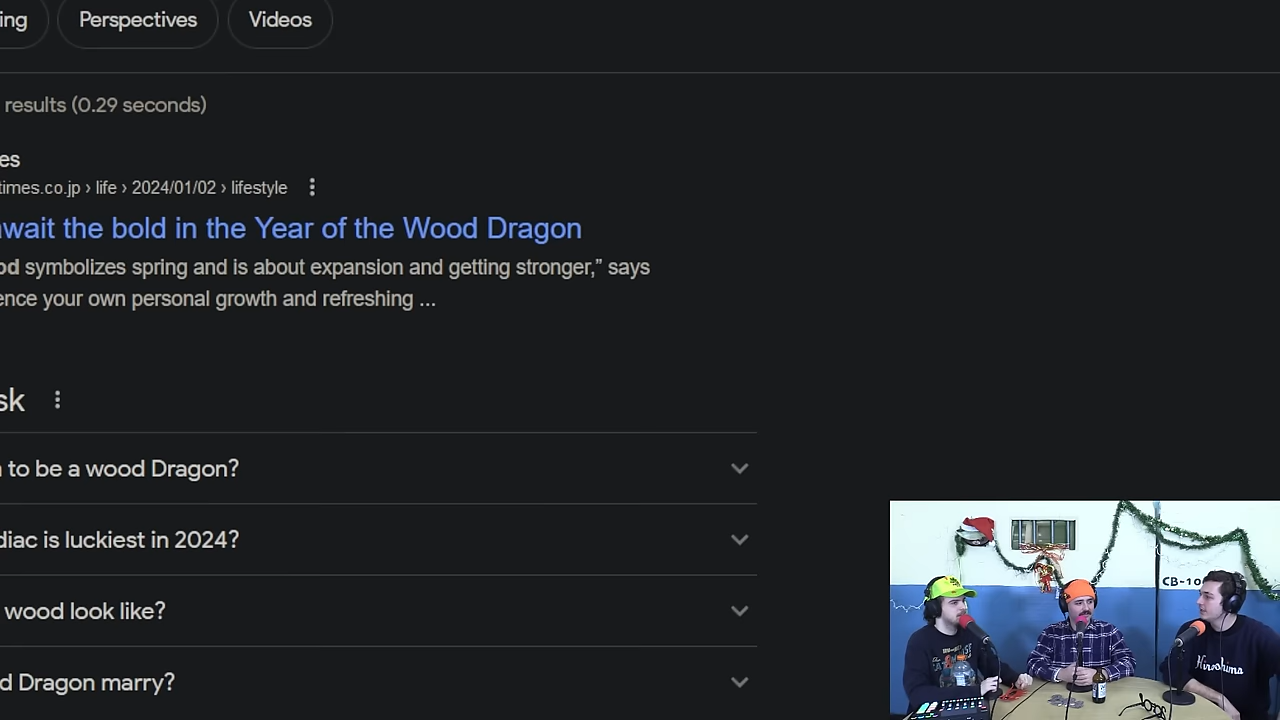 ing Perspectives Videos
results (0.29 seconds)
es
times.co.jp › life › 2024/01/02 › lifestyle
wait the bold in the Year of the Wood Dragon
od symbolizes spring and is about expansion and getting stronger,” says
ence your own personal growth and refreshing ...
sk
to be a wood Dragon?
diac is luckiest in 2024?
wood look like?
d Dragon marry?
Hiroshima